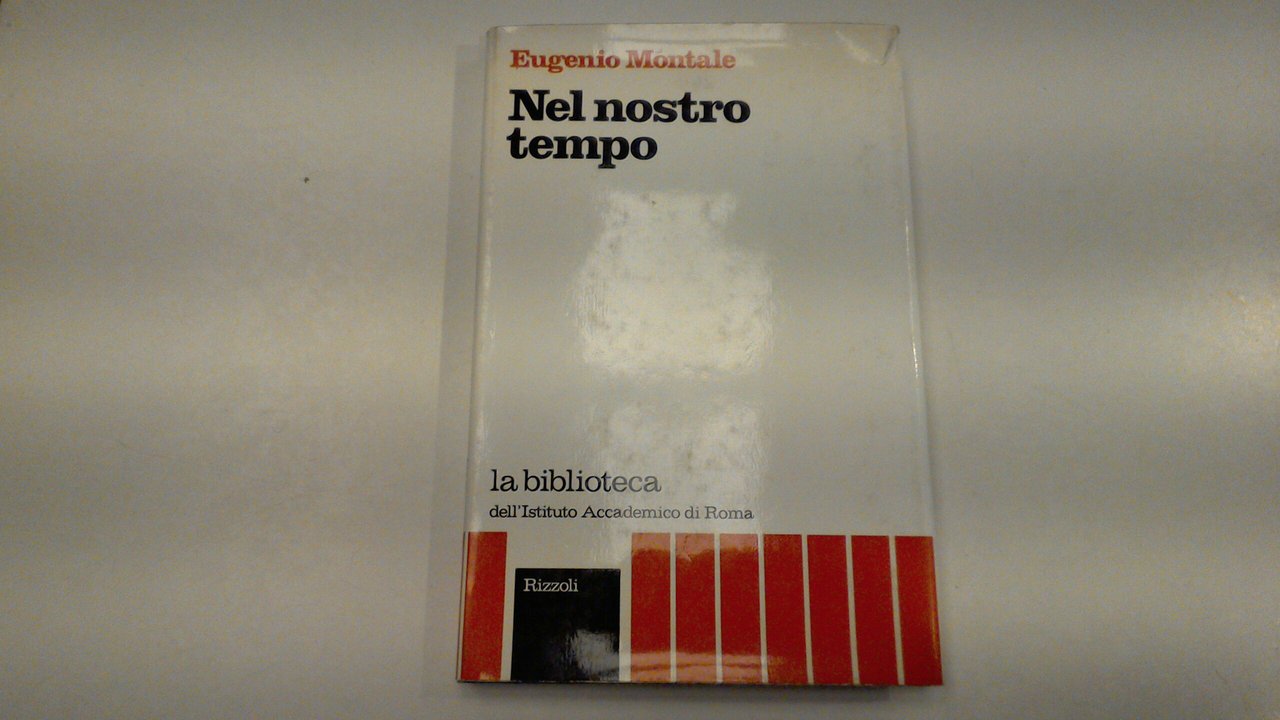 Eugenio Montale
Nel nostro
tempo
la biblioteca
dell'Istituto Accademico di Roma
Rizzoli